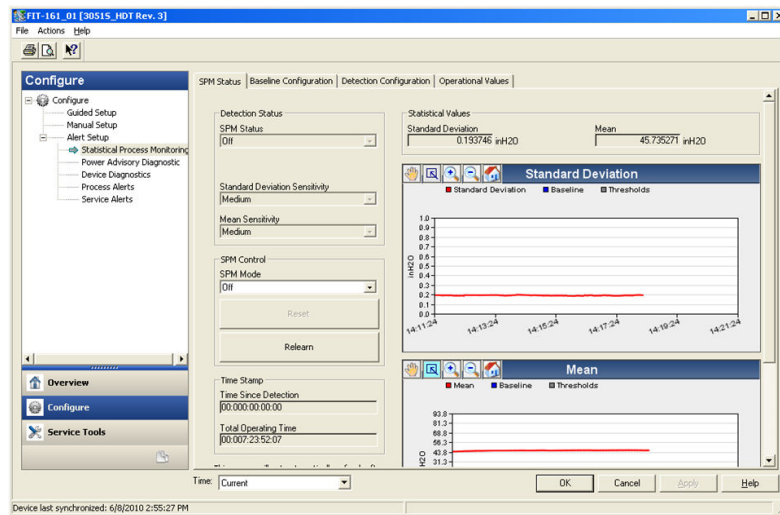 FIT-161_01 [3051S_HDT Rev. 3]
File Actions Help
Configure
Configure
Guided Setup
Manual Setup
Alert Setup
Statistical Process Monitoring
Power Advisory Diagnostic
Device Diagnostics
Process Alerts
Service Alerts
Overview
Configure
Service Tools
SPM Status Baseline Configuration Detection Configuration Operational Values
Detection Status
SPM Status
Off
Standard Deviation Sensitivity
Medium
Mean Sensitivity
Medium
SPM Control
SPM Mode
Off
Reset
Relearn
Time Stamp
Time Since Detection
00:000:00:00:00
Total Operating Time
00:007:23:52:07
Statistical Values
Standard Deviation
0.193746 inH2O
Mean
45.735271 inH2O
Standard Deviation
Standard Deviation Baseline Thresholds
inH2O
1.0
0.9
0.8
0.7
0.6
0.5
0.4
0.3
0.2
0.1
0.0
14:11:24 14:13:24 14:15:24 14:17:24 14:19:24 14:21:24
Mean
Mean Baseline Thresholds
93.8
81.3
68.8
56.3
43.8
31.3
Time: Current
OK Cancel Apply Help
Device last synchronized: 6/8/2010 2:55:27 PM